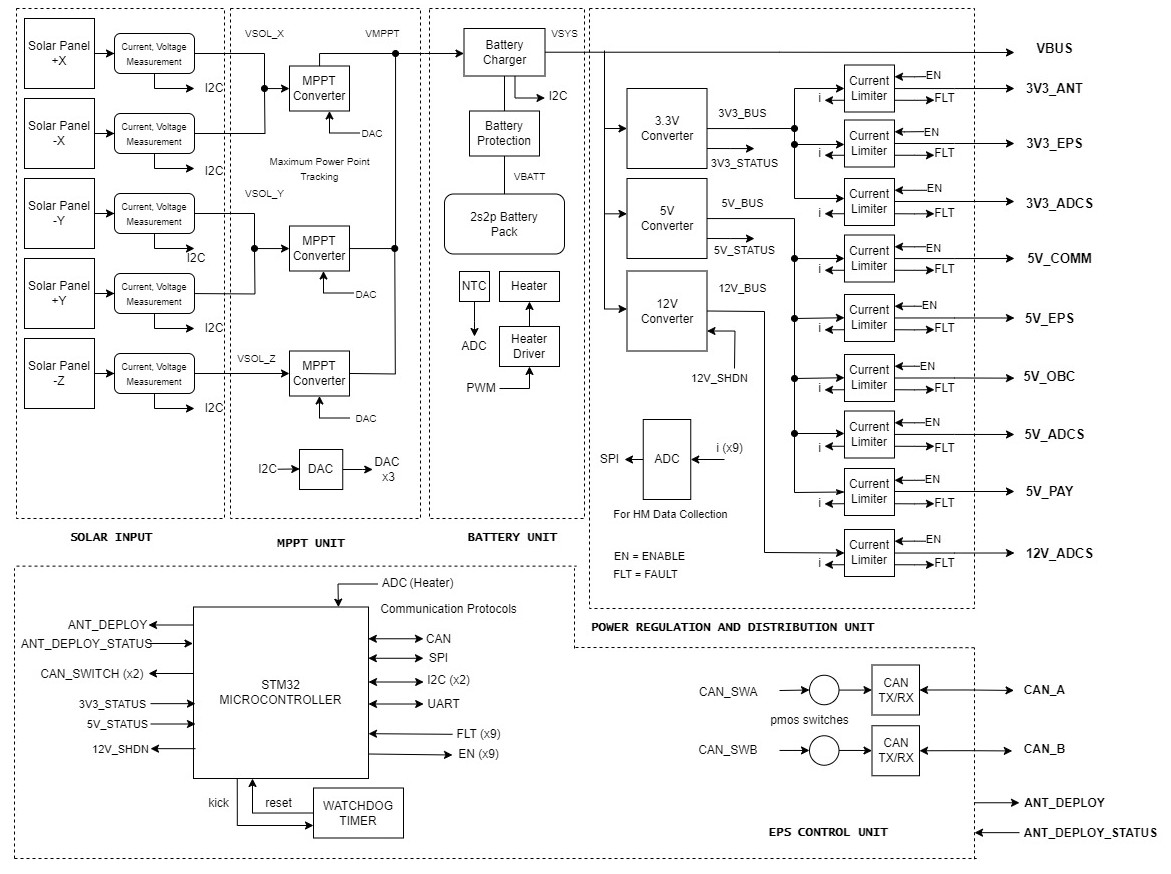 Solar Panel
+X
Current, Voltage
Measurement
I2C
Solar Panel
-X
Current, Voltage
Measurement
I2C
Solar Panel
-Y
Current, Voltage
Measurement
I2C
Solar Panel
+Y
Current, Voltage
Measurement
I2C
Solar Panel
-Z
Current, Voltage
Measurement
I2C
SOLAR INPUT
VSOL_X
VMPPT
MPPT
Converter
DAC
Maximum Power Point
Tracking
VSOL_Y
MPPT
Converter
DAC
VSOL_Z
MPPT
Converter
DAC
I2C
DAC
DAC
x3
MPPT UNIT
Battery
Charger
VSYS
I2C
Battery
Protection
VBATT
2s2p Battery
Pack
NTC
Heater
ADC
Heater
Driver
PWM
BATTERY UNIT
3.3V
Converter
3V3_BUS
3V3_STATUS
5V
Converter
5V_BUS
5V_STATUS
12V
Converter
12V_BUS
12V_SHDN
SPI
ADC
i (x9)
For HM Data Collection
EN = ENABLE
FLT = FAULT
VBUS
Current
Limiter
EN
i
FLT
3V3_ANT
Current
Limiter
EN
i
FLT
3V3_EPS
Current
Limiter
EN
i
FLT
3V3_ADCS
Current
Limiter
EN
i
FLT
5V_COMM
Current
Limiter
EN
i
FLT
5V_EPS
Current
Limiter
EN
i
FLT
5V_OBC
Current
Limiter
EN
i
FLT
5V_ADCS
Current
Limiter
EN
i
FLT
5V_PAY
Current
Limiter
EN
i
FLT
12V_ADCS
POWER REGULATION AND DISTRIBUTION UNIT
ADC (Heater)
Communication Protocols
ANT_DEPLOY
ANT_DEPLOY_STATUS
CAN_SWITCH (x2)
3V3_STATUS
5V_STATUS
12V_SHDN
STM32
MICROCONTROLLER
CAN
SPI
I2C (x2)
UART
FLT (x9)
EN (x9)
kick
reset
WATCHDOG
TIMER
CAN_SWA
CAN
TX/RX
CAN_A
pmos switches
CAN_SWB
CAN
TX/RX
CAN_B
ANT_DEPLOY
ANT_DEPLOY_STATUS
EPS CONTROL UNIT